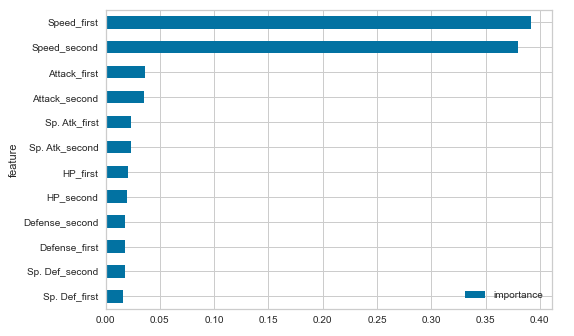 Speed_first
Speed_second
Attack_first
Attack_second
Sp. Atk_first
Sp. Atk_second
HP_first
HP_second
Defense_second
Defense_first
Sp. Def_second
Sp. Def_first
feature
importance
0.00 0.05 0.10 0.15 0.20 0.25 0.30 0.35 0.40